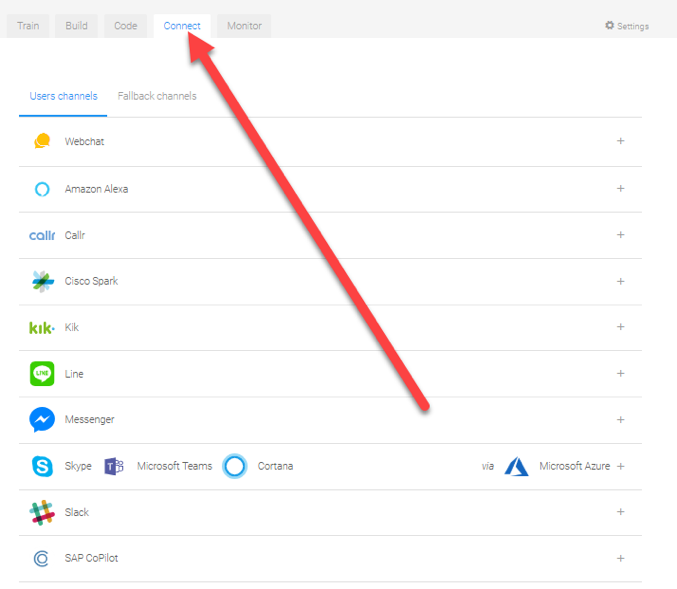 Train Build Code Connect Monitor Settings
Users channels Fallback channels
Webchat +
Amazon Alexa +
callr Callr +
Cisco Spark +
kik· Kik +
LINE Line +
Messenger +
S Skype T Microsoft Teams Cortana via Microsoft Azure +
Slack +
SAP CoPilot +